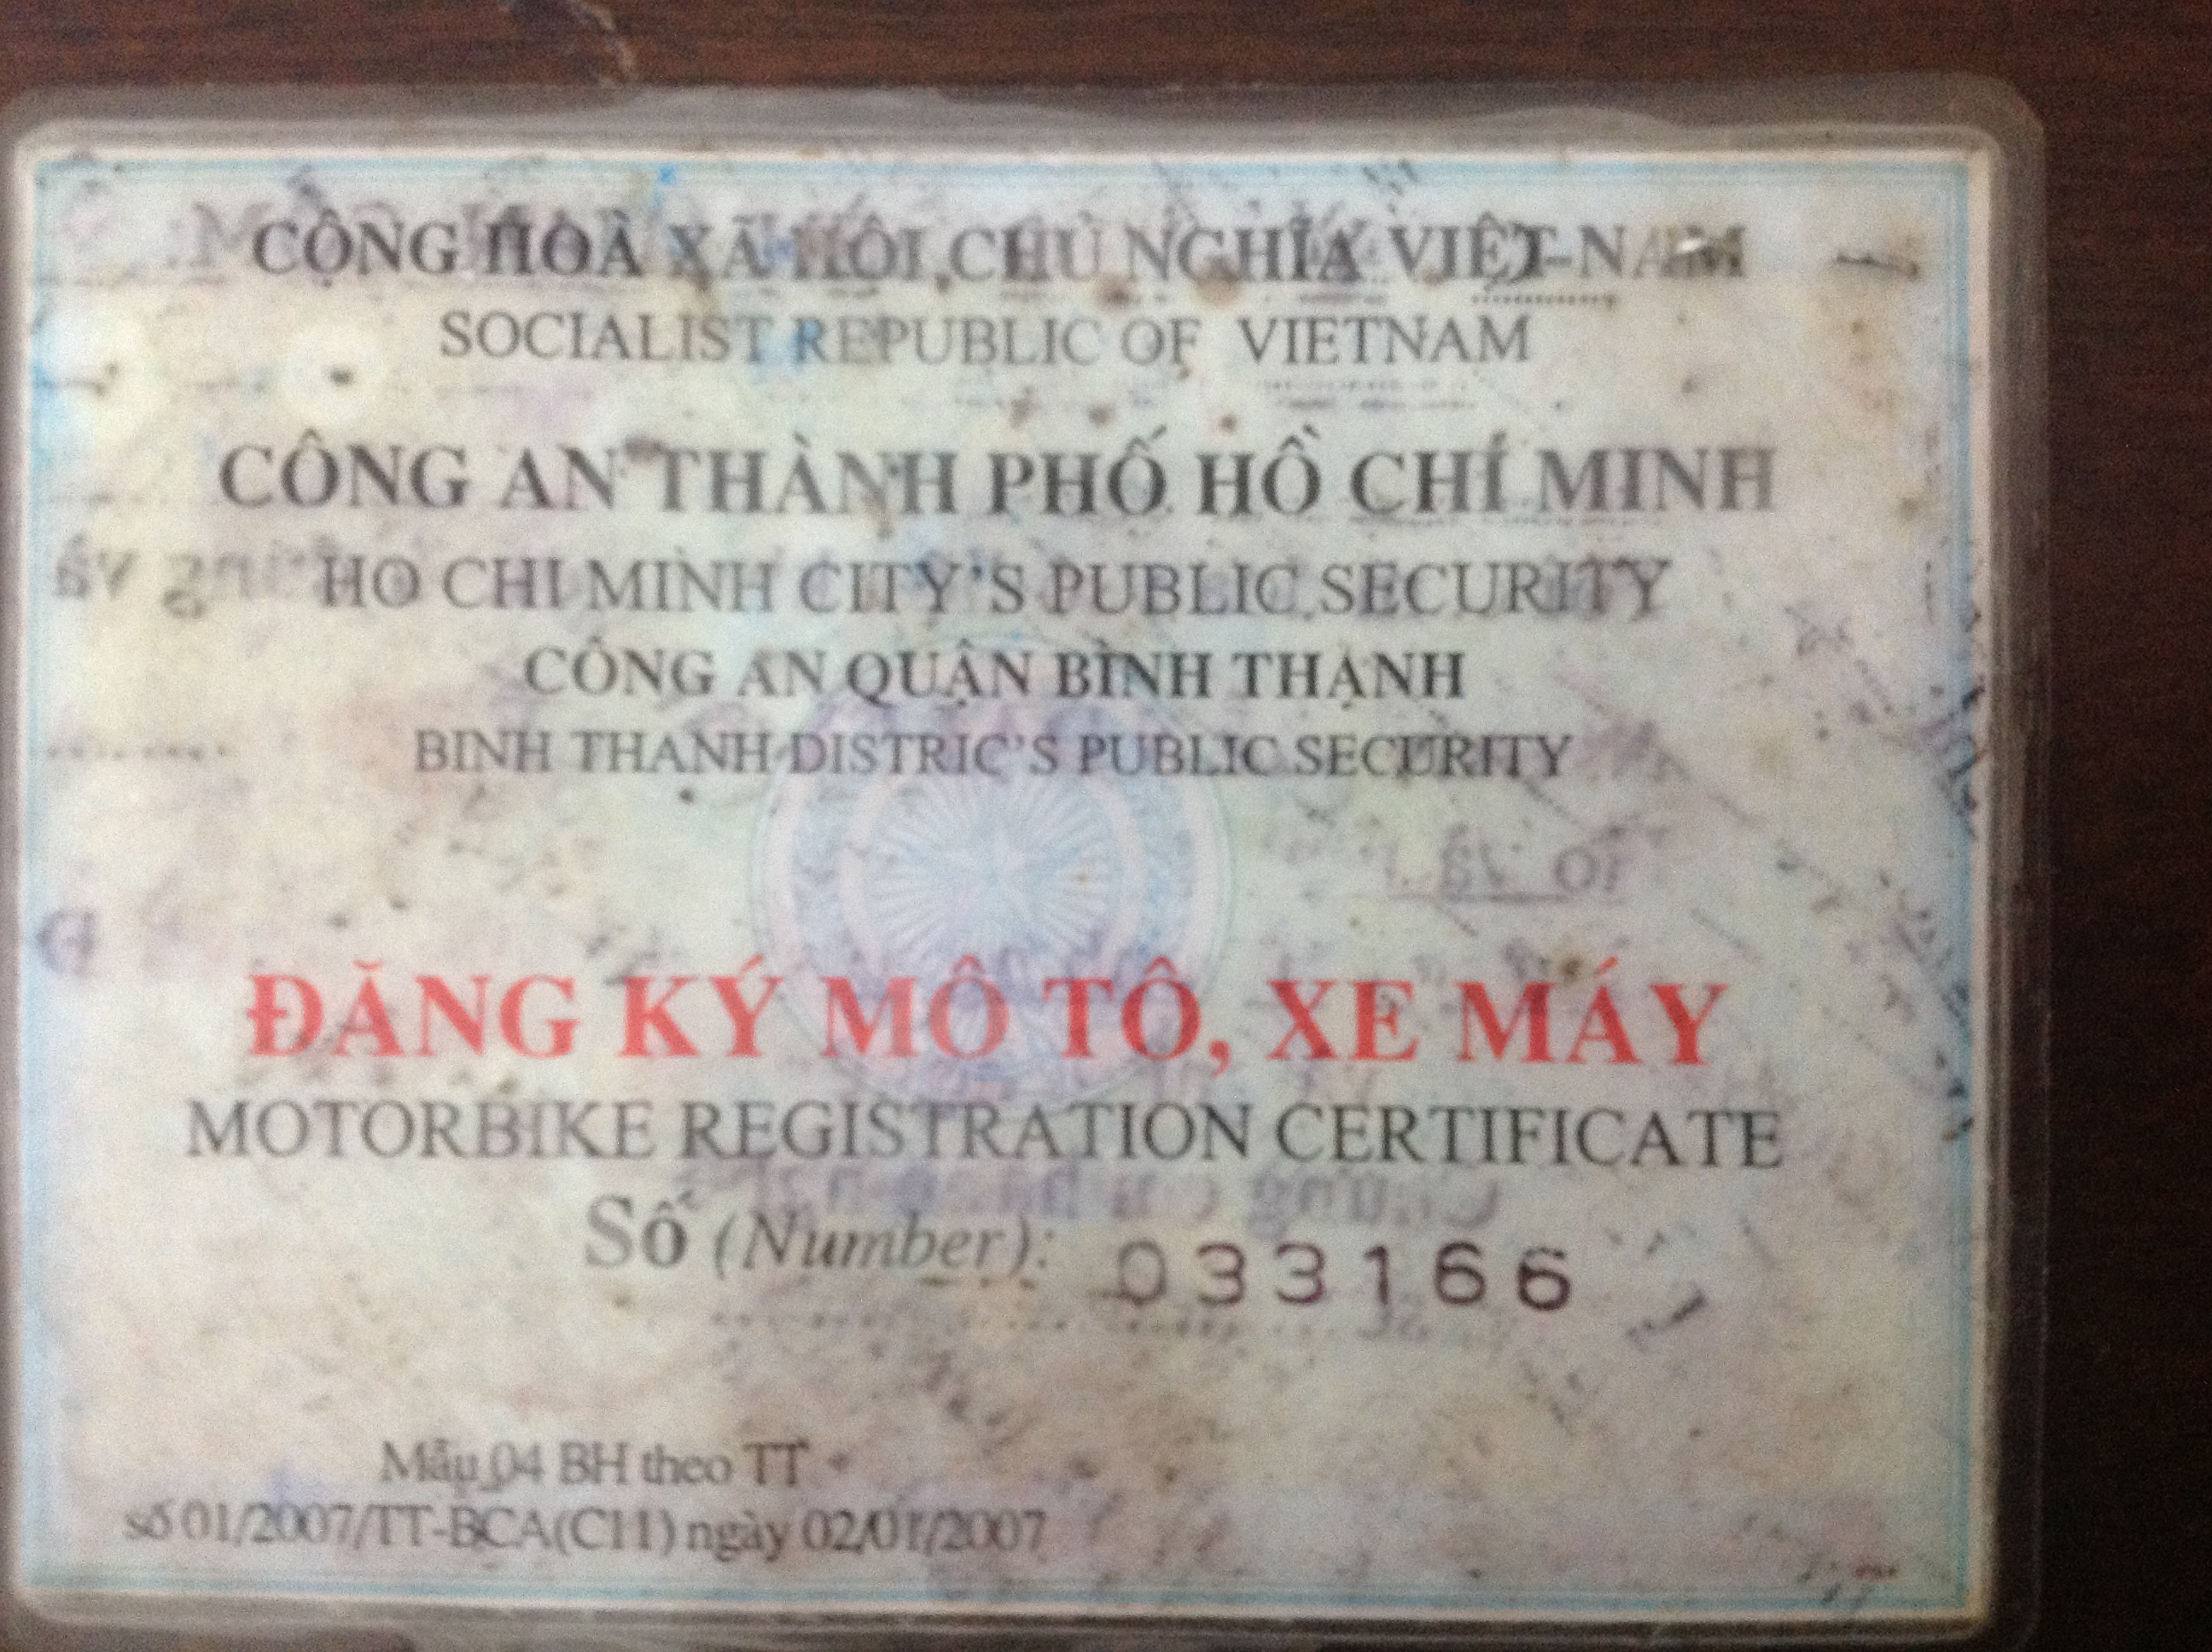 CỘNG HOÀ XÃ HỘI CHỦ NGHĨA VIỆT-NAM
SOCIALIST REPUBLIC OF VIETNAM
CÔNG AN THÀNH PHỐ HỒ CHÍ MINH
HO CHI MINH CITY'S PUBLIC SECURITY
CÔNG AN QUẬN BÌNH THẠNH
BINH THANH DISTRIC'S PUBLIC SECURITY
ĐĂNG KÝ MÔ TÔ, XE MÁY
MOTORBIKE REGISTRATION CERTIFICATE
Số (Number): 033166
Mẫu 04 BH theo TT
số 01/2007/TT-BCA(C11) ngày 02/01/2007